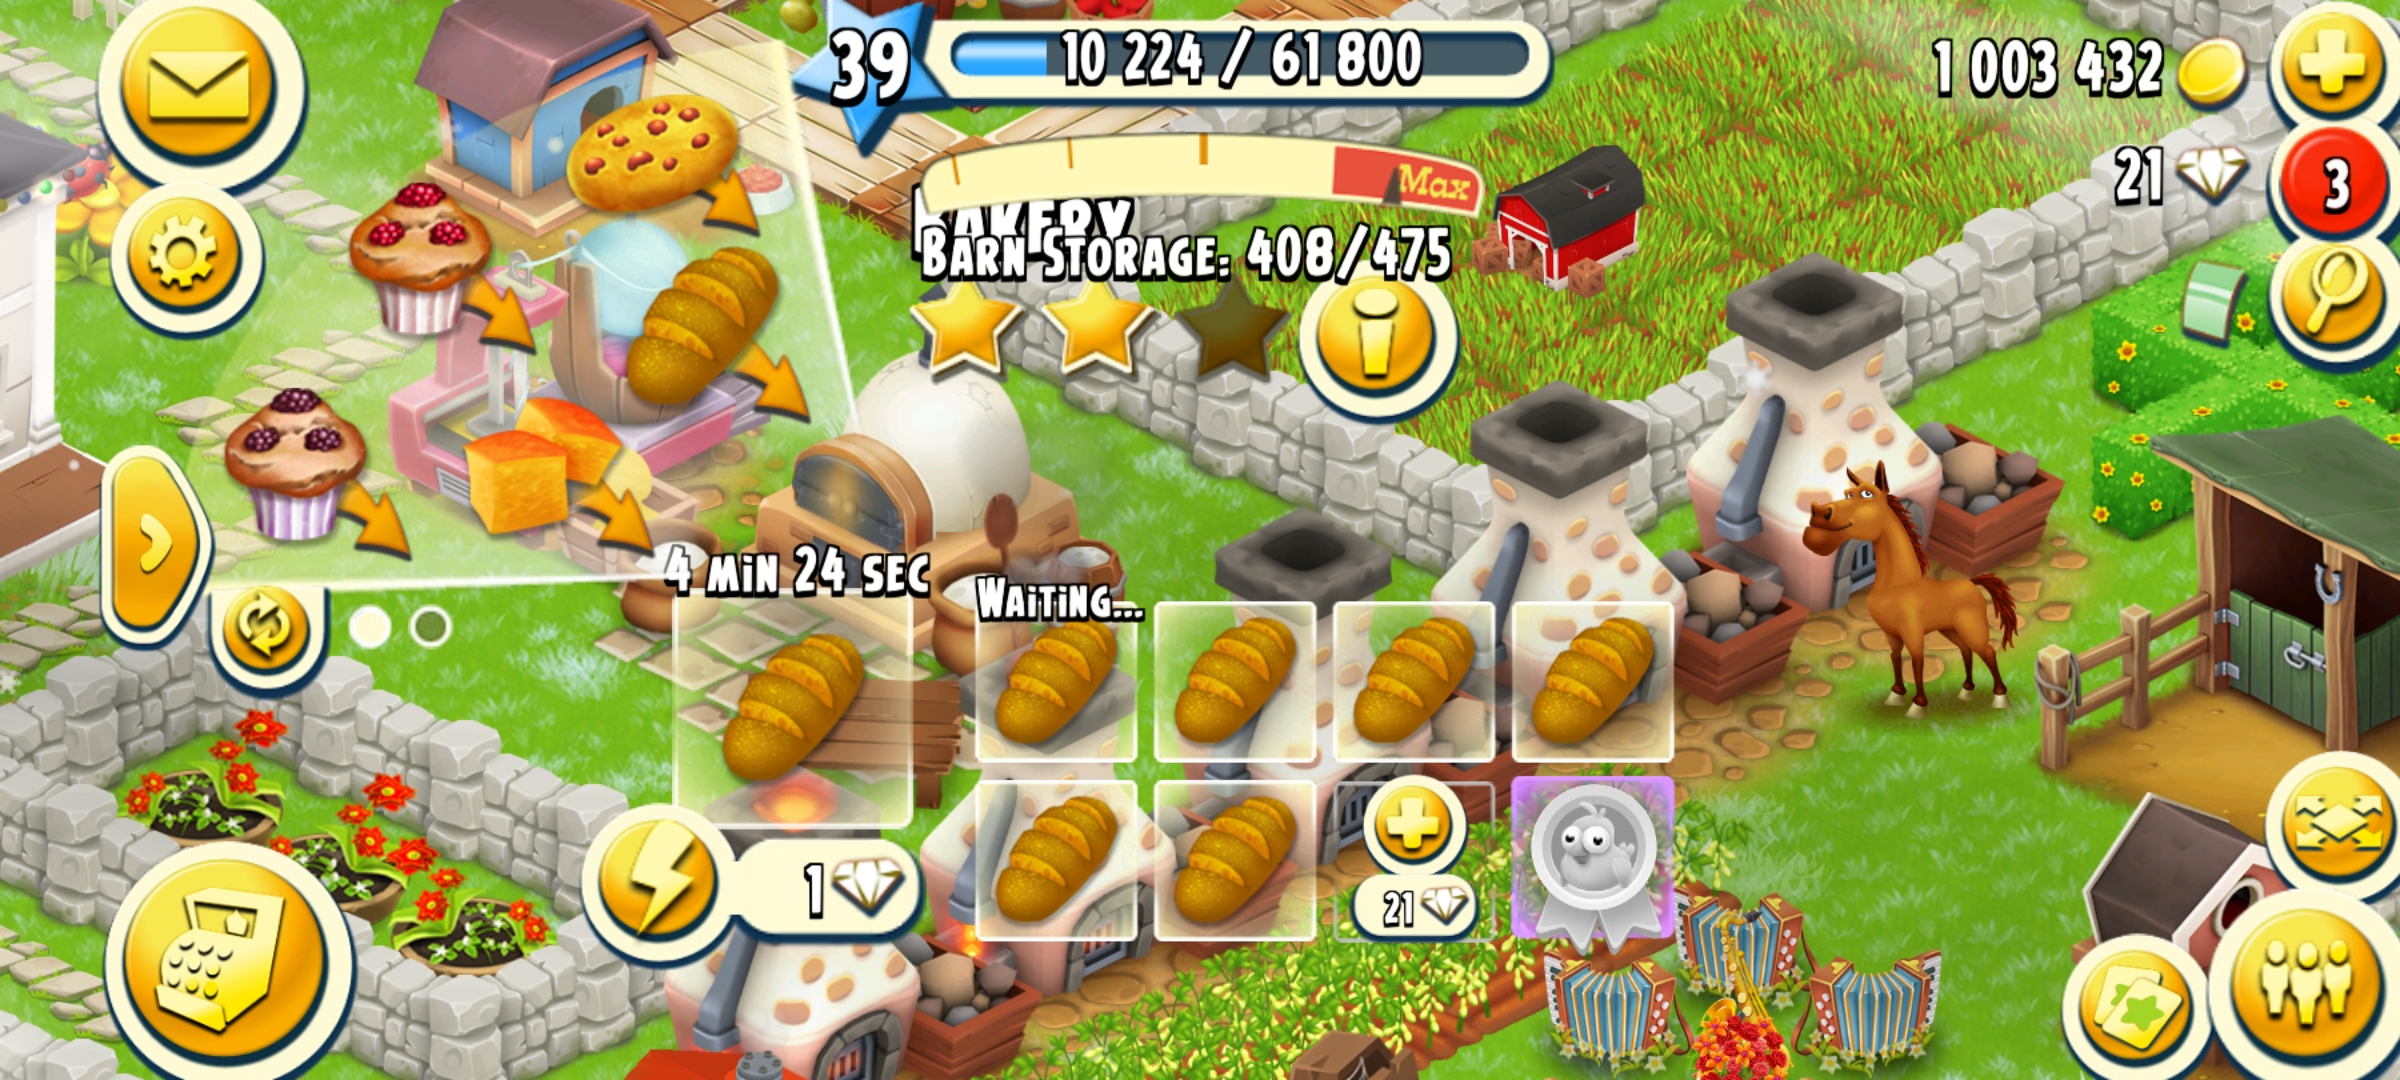 39
10 224 / 61 800
1 003 432
21
3
Max
BAKERY
BARN STORAGE: 408/475
4 MIN 24 SEC
WAITING...
1
21